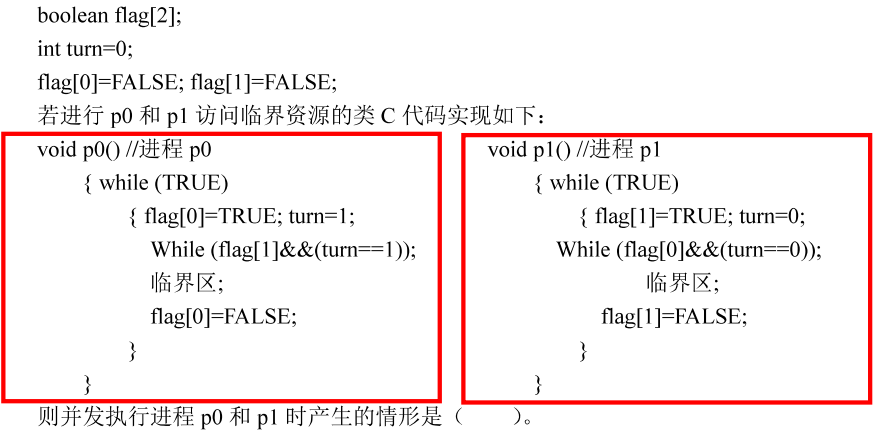 boolean flag[2];
int turn=0;
flag[0]=FALSE; flag[1]=FALSE;
若进行 p0 和 p1 访问临界资源的类 C 代码实现如下：
void p0() //进程 p0
{ while (TRUE)
{ flag[0]=TRUE; turn=1;
While (flag[1]&&(turn==1));
临界区;
flag[0]=FALSE;
}
}
void p1() //进程 p1
{ while (TRUE)
{ flag[1]=TRUE; turn=0;
While (flag[0]&&(turn==0));
临界区;
flag[1]=FALSE;
}
}
则并发执行进程 p0 和 p1 时产生的情形是（ ）。